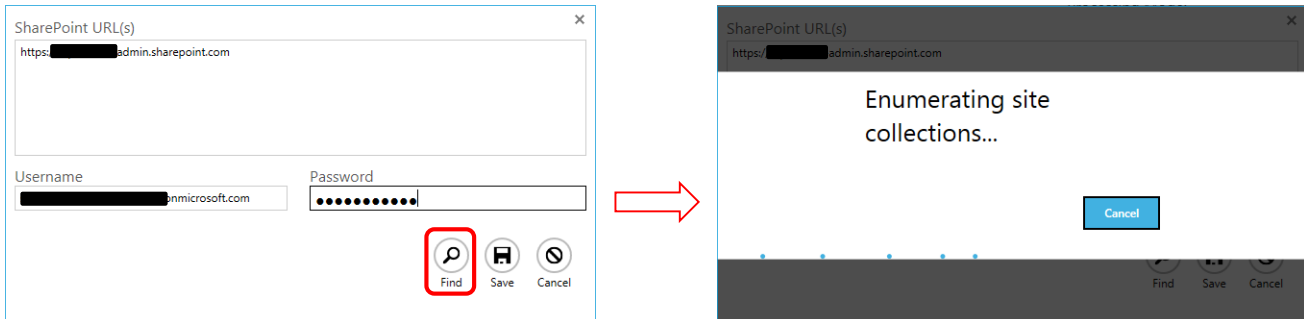 SharePoint URL(s)
https:
admin.sharepoint.com
Username
Password
onmicrosoft.com
Find
Save
Cancel
SharePoint URL(s)
https:/
admin.sharepoint.com
Enumerating site
collections...
Cancel
Find
Save
Cancel